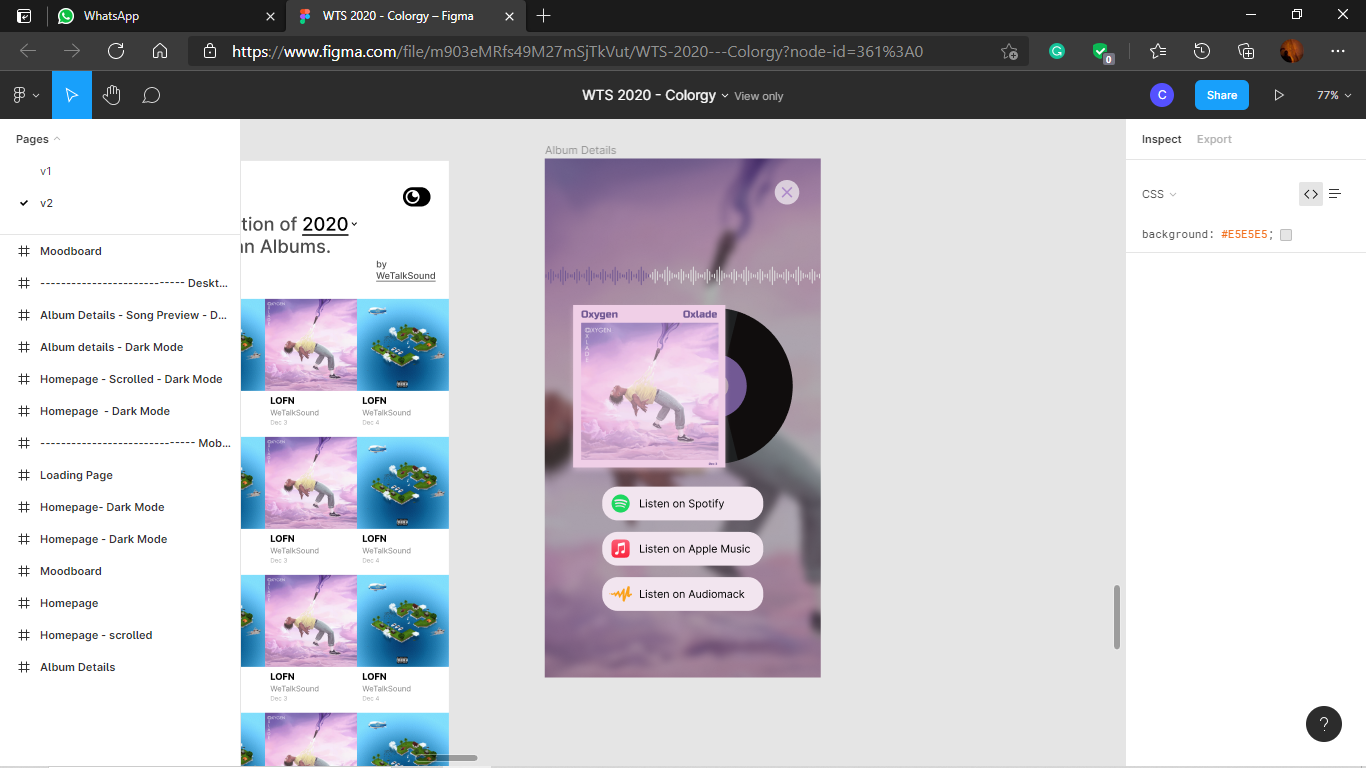 WhatsApp
WTS 2020 - Colorgy – Figma
https://www.figma.com/file/m903eMRfs49M27mSjTkVut/WTS-2020---Colorgy?node-id=361%3A0
0
WTS 2020 - Colorgy
View only
C
Share
77%
Pages
v1
v2
Moodboard
---------------------------- Deskt...
Album Details - Song Preview - D...
Album details - Dark Mode
Homepage - Scrolled - Dark Mode
Homepage - Dark Mode
------------------------------ Mob...
Loading Page
Homepage- Dark Mode
Homepage - Dark Mode
Moodboard
Homepage
Homepage - scrolled
Album Details
tion of 2020
n Albums.
by
WeTalkSound
OXYGEN
LOFN
WeTalkSound
Dec 3
LOFN
WeTalkSound
Dec 4
OXYGEN
LOFN
WeTalkSound
Dec 3
LOFN
WeTalkSound
Dec 4
OXYGEN
LOFN
WeTalkSound
Dec 3
LOFN
WeTalkSound
Dec 4
OXYGEN
Album Details
Oxygen
Oxlade
OXYGEN
OXLADE
Listen on Spotify
Listen on Apple Music
Listen on Audiomack
Inspect
Export
CSS
background: #E5E5E5;
?